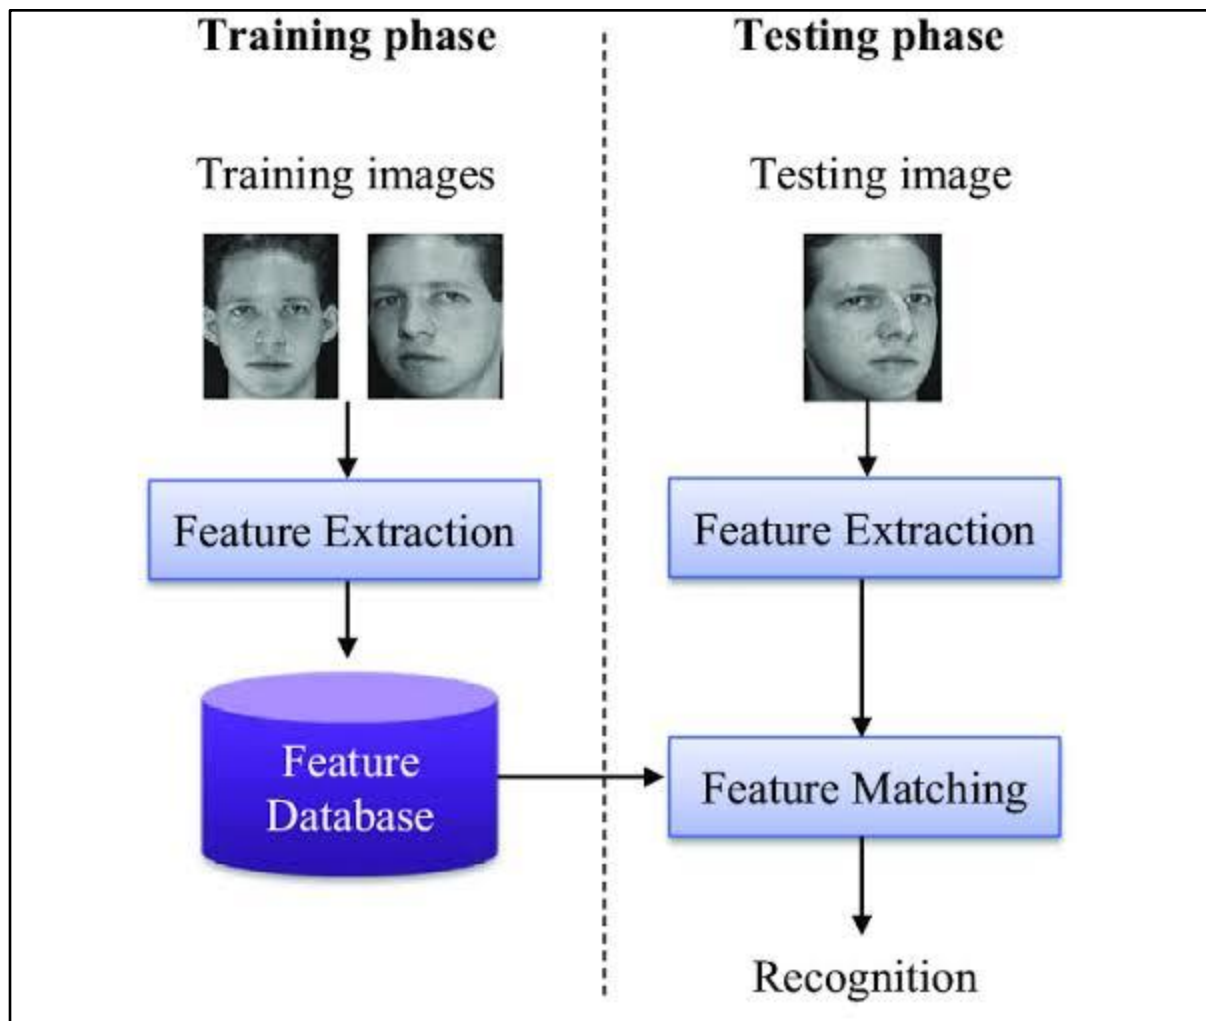 Training phase
Testing phase
Training images
Testing image
Feature Extraction
Feature Extraction
Feature
Database
Feature Matching
Recognition